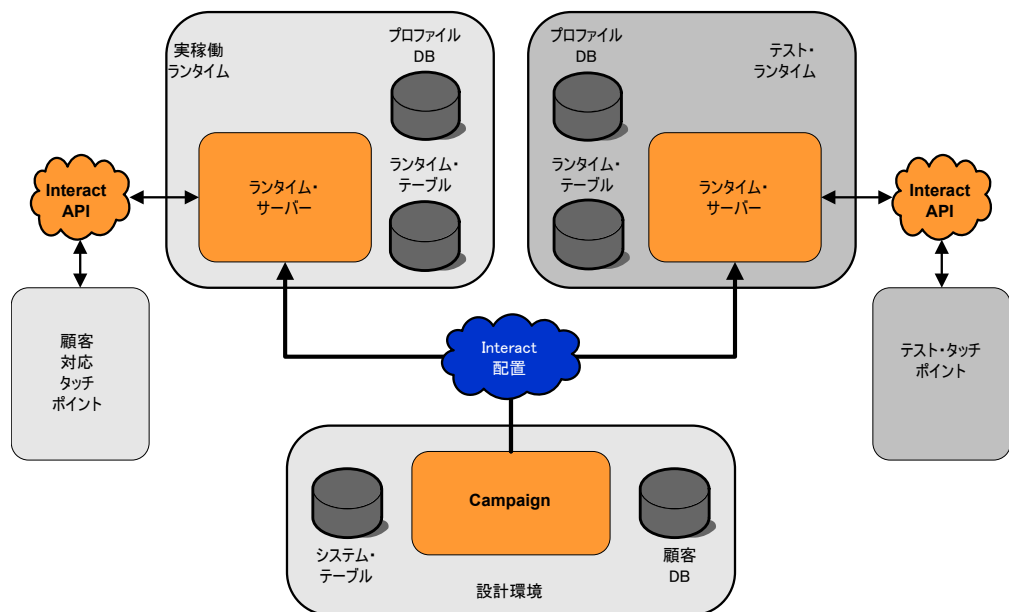 実稼働
ランタイム
プロファイル
DB
ランタイム・
サーバー
ランタイム・
テーブル
Interact
API
顧客
対応
タッチ
ポイント
プロファイル
DB
テスト・
ランタイム
ランタイム・
テーブル
ランタイム・
サーバー
Interact
API
テスト・タッチ
ポイント
Interact
配置
Campaign
システム・
テーブル
顧客
DB
設計環境